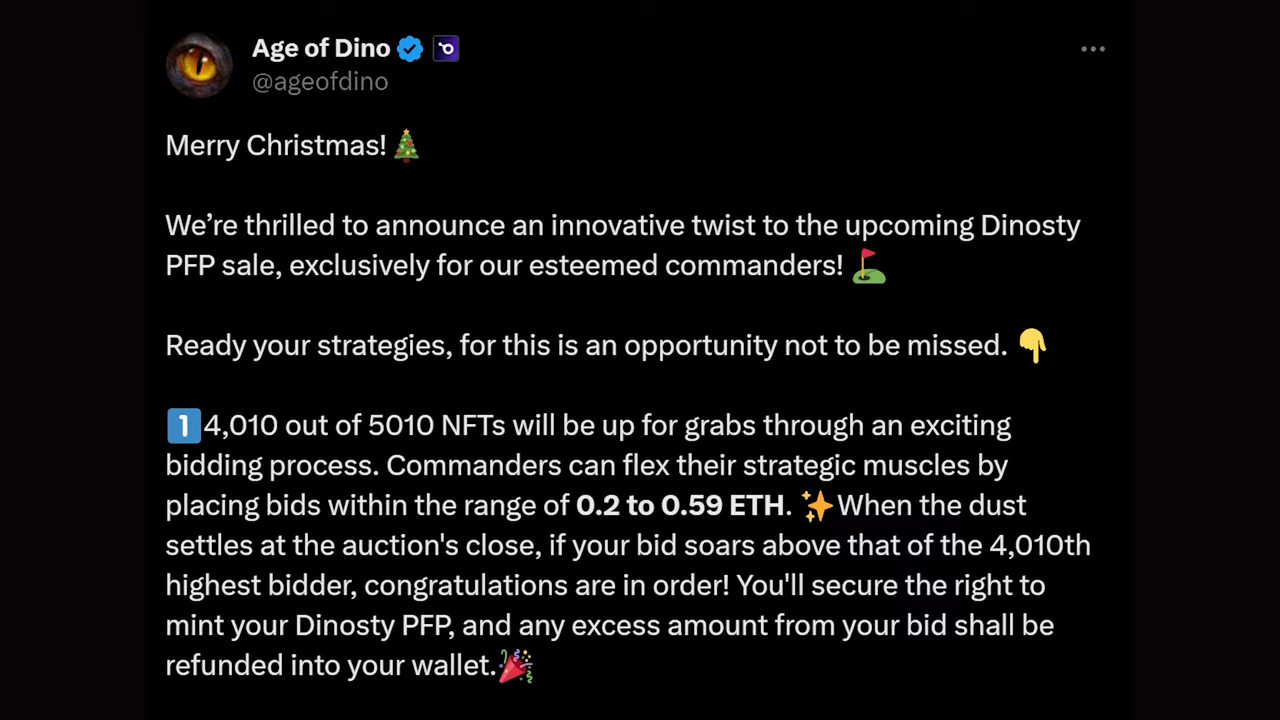 Age of Dino
@ageofdino
Merry Christmas!🎄
We’re thrilled to announce an innovative twist to the upcoming Dinosty
PFP sale, exclusively for our esteemed commanders! ⛳
Ready your strategies, for this is an opportunity not to be missed. 👇
1️⃣4,010 out of 5010 NFTs will be up for grabs through an exciting
bidding process. Commanders can flex their strategic muscles by
placing bids within the range of 0.2 to 0.59 ETH. ✨When the dust
settles at the auction's close, if your bid soars above that of the 4,010th
highest bidder, congratulations are in order! You'll secure the right to
mint your Dinosty PFP, and any excess amount from your bid shall be
refunded into your wallet.🎉